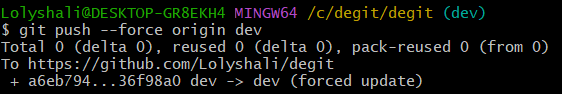 Lolyshali@DESKTOP-GR8EKH4 MINGW64 /c/degit/degit (dev)
$ git push --force origin dev
Total 0 (delta 0), reused 0 (delta 0), pack-reused 0 (from 0)
To https://github.com/Lolyshali/degit
 + a6eb794...36f98a0 dev -> dev (forced update)